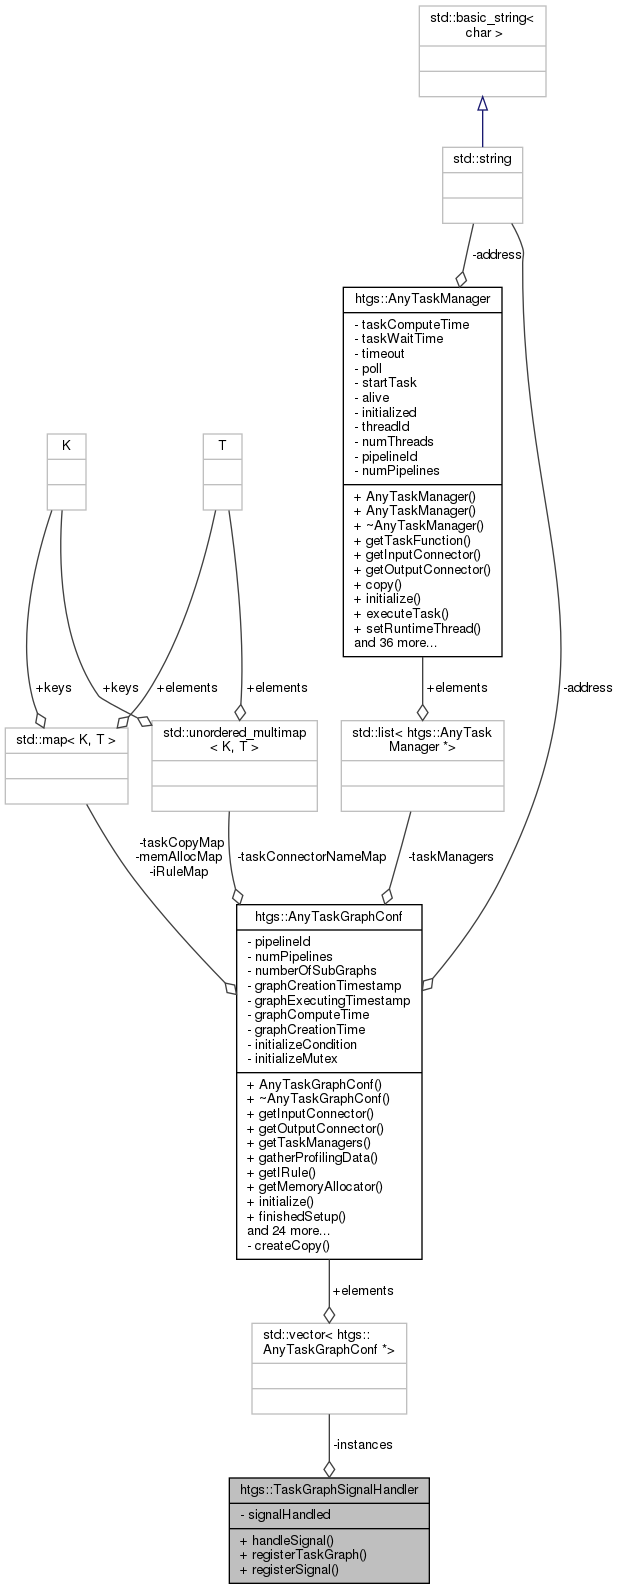 std::basic_string<
char >
std::string
-address
htgs::AnyTaskManager
- taskComputeTime
- taskWaitTime
- timeout
- poll
- startTask
- alive
- initialized
- threadId
- numThreads
- pipelineId
- numPipelines
+ AnyTaskManager()
+ AnyTaskManager()
+ ~AnyTaskManager()
+ getTaskFunction()
+ getInputConnector()
+ getOutputConnector()
+ copy()
+ initialize()
+ executeTask()
+ setRuntimeThread()
and 36 more...
K
T
+keys
+keys
+elements
+elements
+elements
-address
std::map< K, T >
std::unordered_multimap
< K, T >
std::list< htgs::AnyTask
Manager *>
-taskCopyMap
-memAllocMap
-iRuleMap
-taskConnectorNameMap
-taskManagers
htgs::AnyTaskGraphConf
- pipelineId
- numPipelines
- numberOfSubGraphs
- graphCreationTimestamp
- graphExecutingTimestamp
- graphComputeTime
- graphCreationTime
- initializeCondition
- initializeMutex
+ AnyTaskGraphConf()
+ ~AnyTaskGraphConf()
+ getInputConnector()
+ getOutputConnector()
+ getTaskManagers()
+ gatherProfilingData()
+ getIRule()
+ getMemoryAllocator()
+ initialize()
+ finishedSetup()
and 24 more...
- createCopy()
+elements
std::vector< htgs::
AnyTaskGraphConf *>
-instances
htgs::TaskGraphSignalHandler
- signalHandled
+ handleSignal()
+ registerTaskGraph()
+ registerSignal()